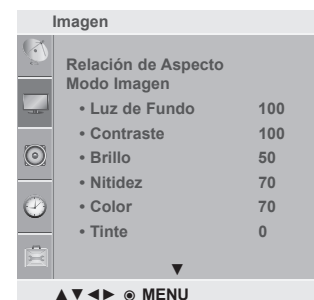 Imagen
Relación de Aspecto
Modo Imagen
• Luz de Fundo 100
• Contraste 100
• Brillo 50
• Nitidez 70
• Color 70
• Tinte 0
▼
▲▼◄► ◉ MENU